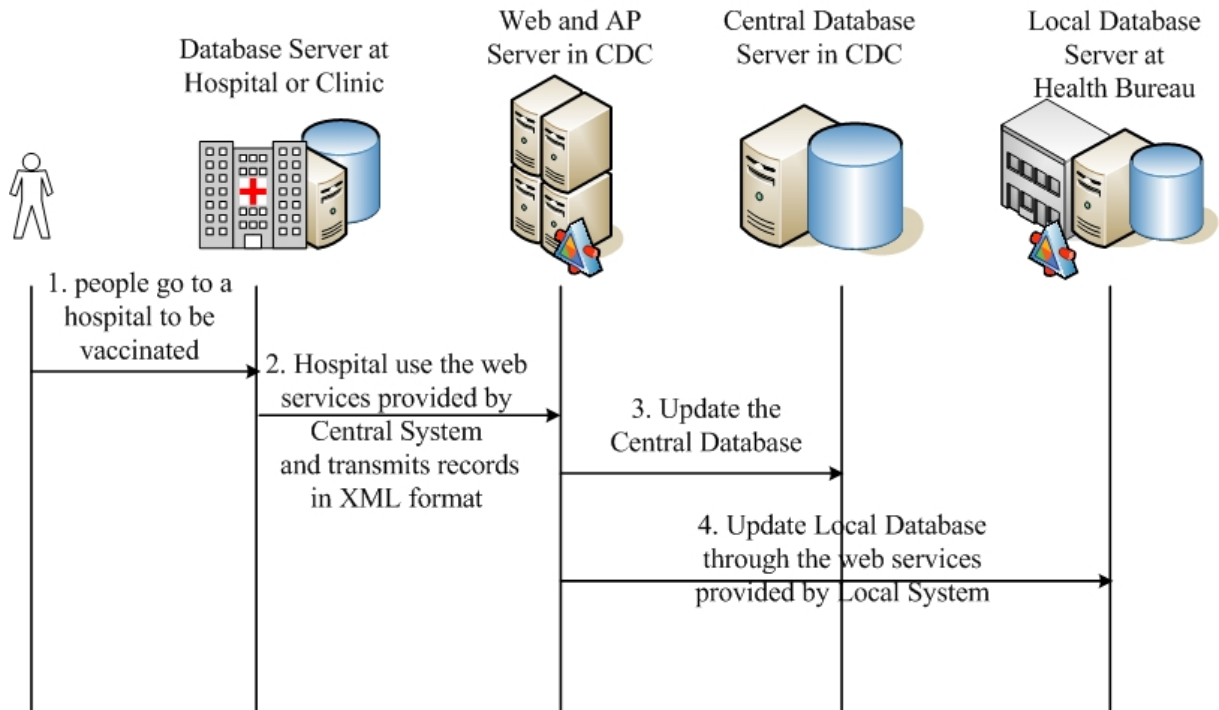 Database Server at
Hospital or Clinic
Web and AP
Server in CDC
Central Database
Server in CDC
Local Database
Server at
Health Bureau
1. people go to a
hospital to be
vaccinated
2. Hospital use the web
services provided by
Central System
and transmits records
in XML format
3. Update the
Central Database
4. Update Local Database
through the web services
provided by Local System